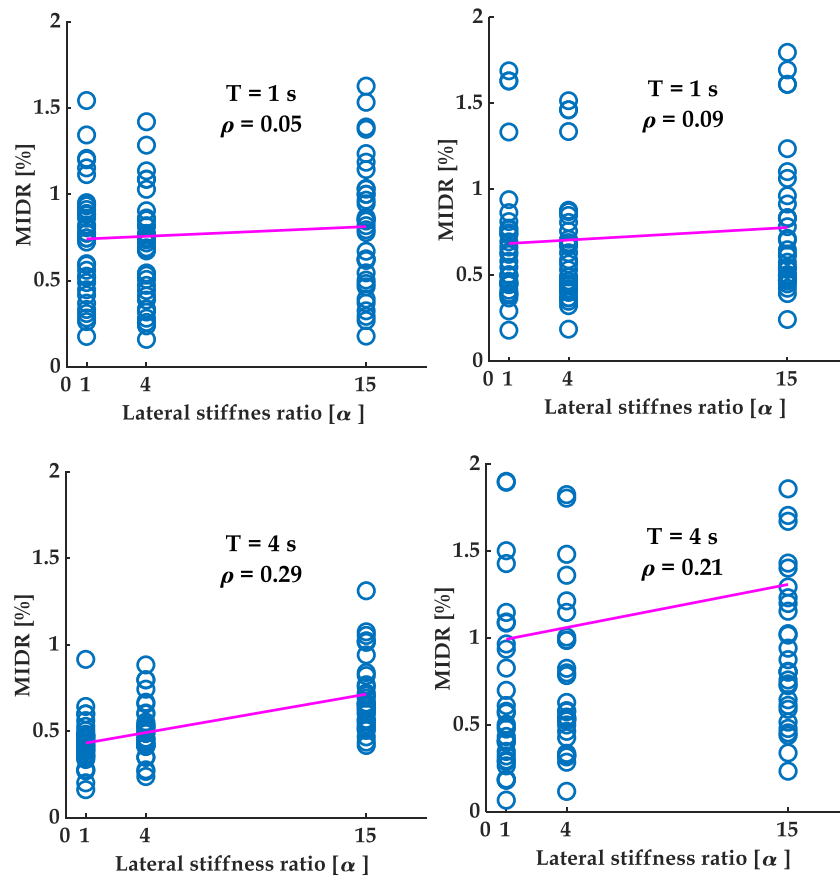 2
1.5
1
0.5
0
MIDR [%]
T = 1 s
ρ = 0.05
0 1 4 15
Lateral stiffnes ratio [α ]
2
1.5
1
0.5
0
MIDR [%]
T = 1 s
ρ = 0.09
0 1 4 15
Lateral stiffnes ratio [α ]
2
1.5
1
0.5
0
MIDR [%]
T = 4 s
ρ = 0.29
0 1 4 15
Lateral stiffness ratio [α ]
2
1.5
1
0.5
0
MIDR [%]
T = 4 s
ρ = 0.21
0 1 4 15
Lateral stiffness ratio [α ]